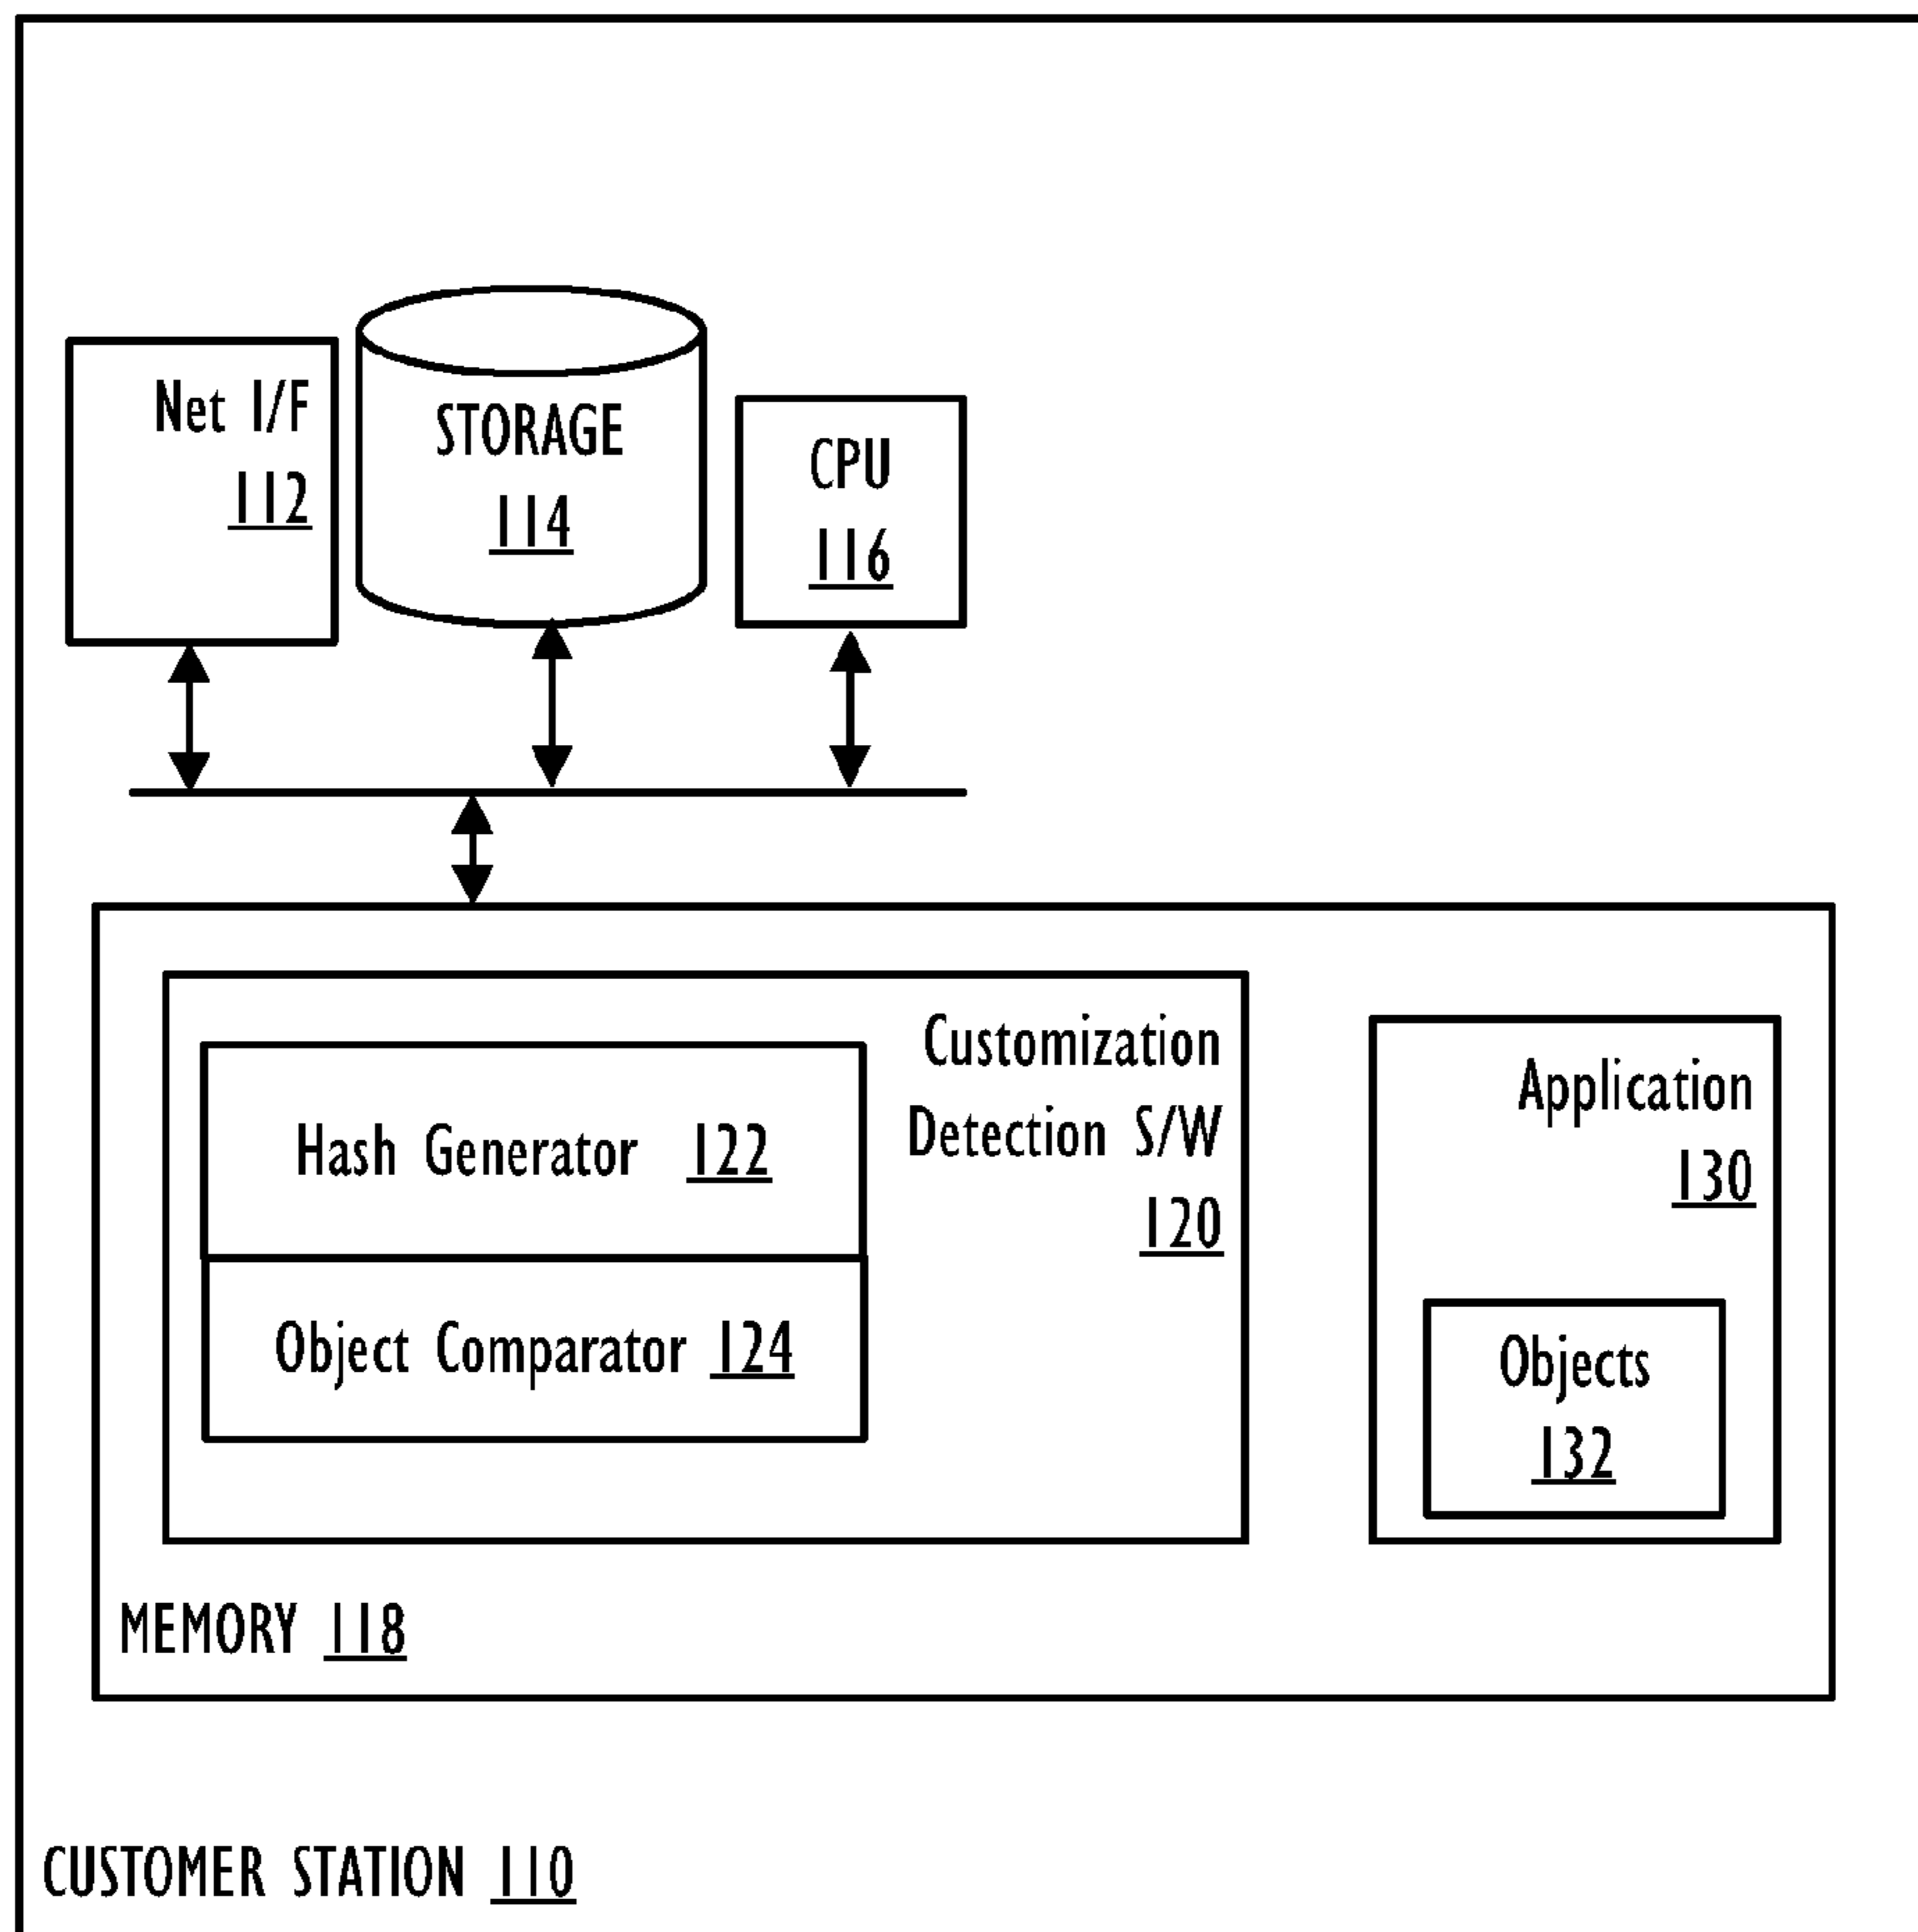 Net I/F
112
STORAGE
114
CPU
116
Customization
Detection S/W
120
Hash Generator 122
Object Comparator 124
Application
130
Objects
132
MEMORY 118
CUSTOMER STATION 110